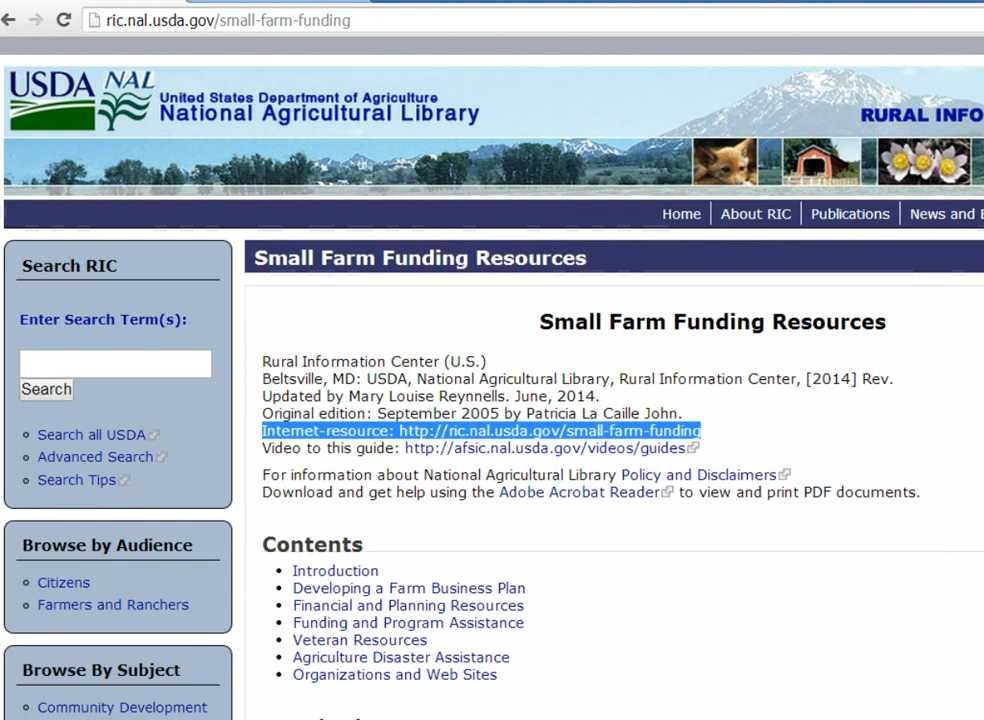 ric.nal.usda.gov/small-farm-funding
USDA NAL
United States Department of Agriculture
National Agricultural Library
RURAL INFO
Home
About RIC
Publications
News and
Search RIC
Enter Search Term(s):
Search
Search all USDA
Advanced Search
Search Tips
Browse by Audience
Citizens
Farmers and Ranchers
Browse By Subject
Community Development
Small Farm Funding Resources
Small Farm Funding Resources
Rural Information Center (U.S.)
Beltsville, MD: USDA, National Agricultural Library, Rural Information Center, [2014] Rev.
Updated by Mary Louise Reynnells. June, 2014.
Original edition: September 2005 by Patricia La Caille John.
Internet-resource: http://ric.nal.usda.gov/small-farm-funding
Video to this guide: http://afsic.nal.usda.gov/videos/guides
For information about National Agricultural Library Policy and Disclaimers
Download and get help using the Adobe Acrobat Reader to view and print PDF documents.
Contents
Introduction
Developing a Farm Business Plan
Financial and Planning Resources
Funding and Program Assistance
Veteran Resources
Agriculture Disaster Assistance
Organizations and Web Sites